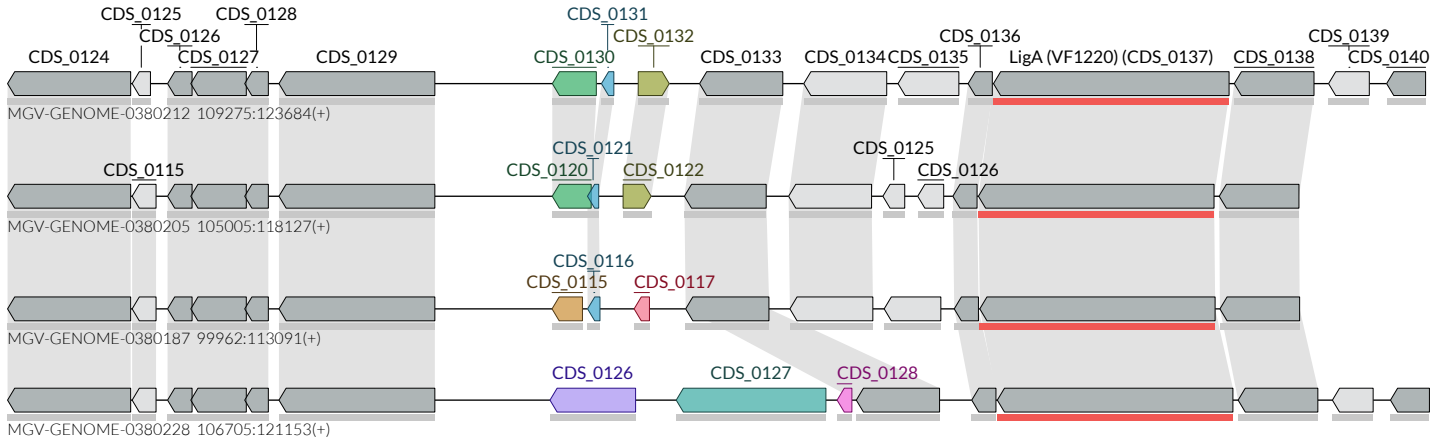 CDS_0125 CDS_0128 CDS_0131
CDS_0126 CDS_0132 CDS_0136 CDS_0139
CDS_0124 CDS_0127 CDS_0129 CDS_0130 CDS_0133 CDS_0134 CDS_0135 LigA (VF1220) (CDS_0137) CDS_0138 CDS_0140
MGV-GENOME-0380212 109275:123684(+)
CDS_0121 CDS_0125
CDS_0115 CDS_0120 CDS_0122 CDS_0126
MGV-GENOME-0380205 105005:118127(+)
CDS_0116
CDS_0115 CDS_0117
MGV-GENOME-0380187 99962:113091(+)
CDS_0126 CDS_0127 CDS_0128
MGV-GENOME-0380228 106705:121153(+)